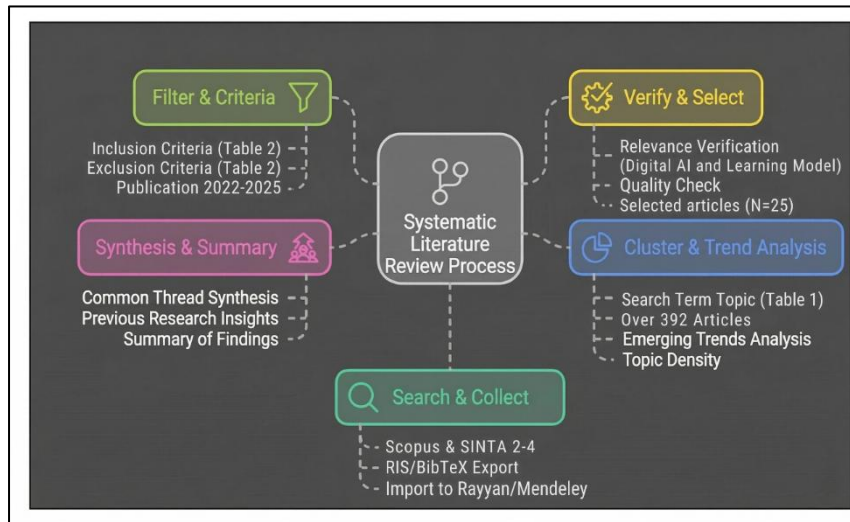 Filter & Criteria
Inclusion Criteria (Table 2)
Exclusion Criteria (Table 2)
Publication 2022-2025
Verify & Select
Relevance Verification
(Digital AI and Learning Model)
Quality Check
Selected articles (N=25)
Systematic
Literature
Review Process
Synthesis & Summary
Common Thread Synthesis
Previous Research Insights
Summary of Findings
Cluster & Trend Analysis
Search Term Topic (Table 1)
Over 392 Articles
Emerging Trends Analysis
Topic Density
Search & Collect
Scopus & SINTA 2-4
RIS/BibTeX Export
Import to Rayyan/Mendeley